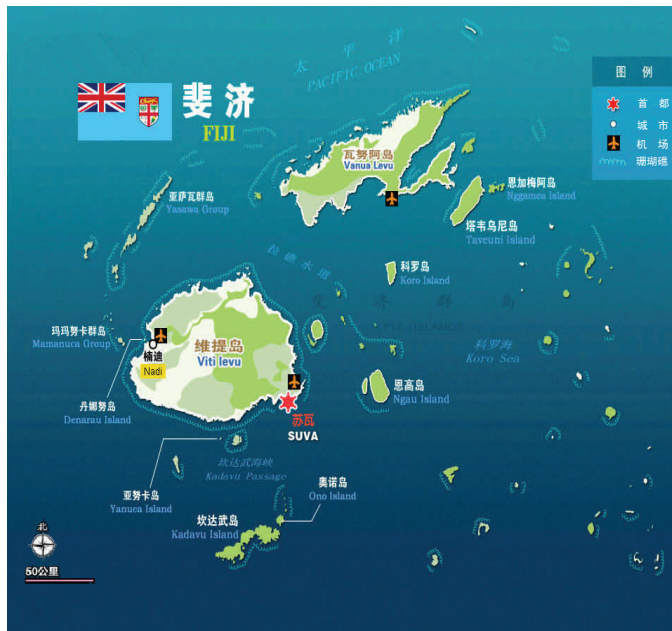 太平洋
PACIFIC OCEAN
斐济
FIJI
图例
首都
城市
机场
珊瑚礁
瓦努阿岛
Vanua Levu
恩加梅阿岛
Nggamea Island
亚萨瓦群岛
Yasawa Group
塔韦乌尼岛
Taveuni Island
科罗岛
Koro Island
斐济群岛
FIJI ISLANDS
玛玛努卡群岛
Mamanuca Group
维提岛
Viti levu
楠迪
Nadi
科罗海
Koro Sea
恩高岛
Ngau Island
丹娜努岛
Denarau Island
苏瓦
SUVA
坎达武海峡
Kadavu Passage
亚努卡岛
Yanuca Island
奥诺岛
Ono Island
坎达武岛
Kadavu Island
北
50公里